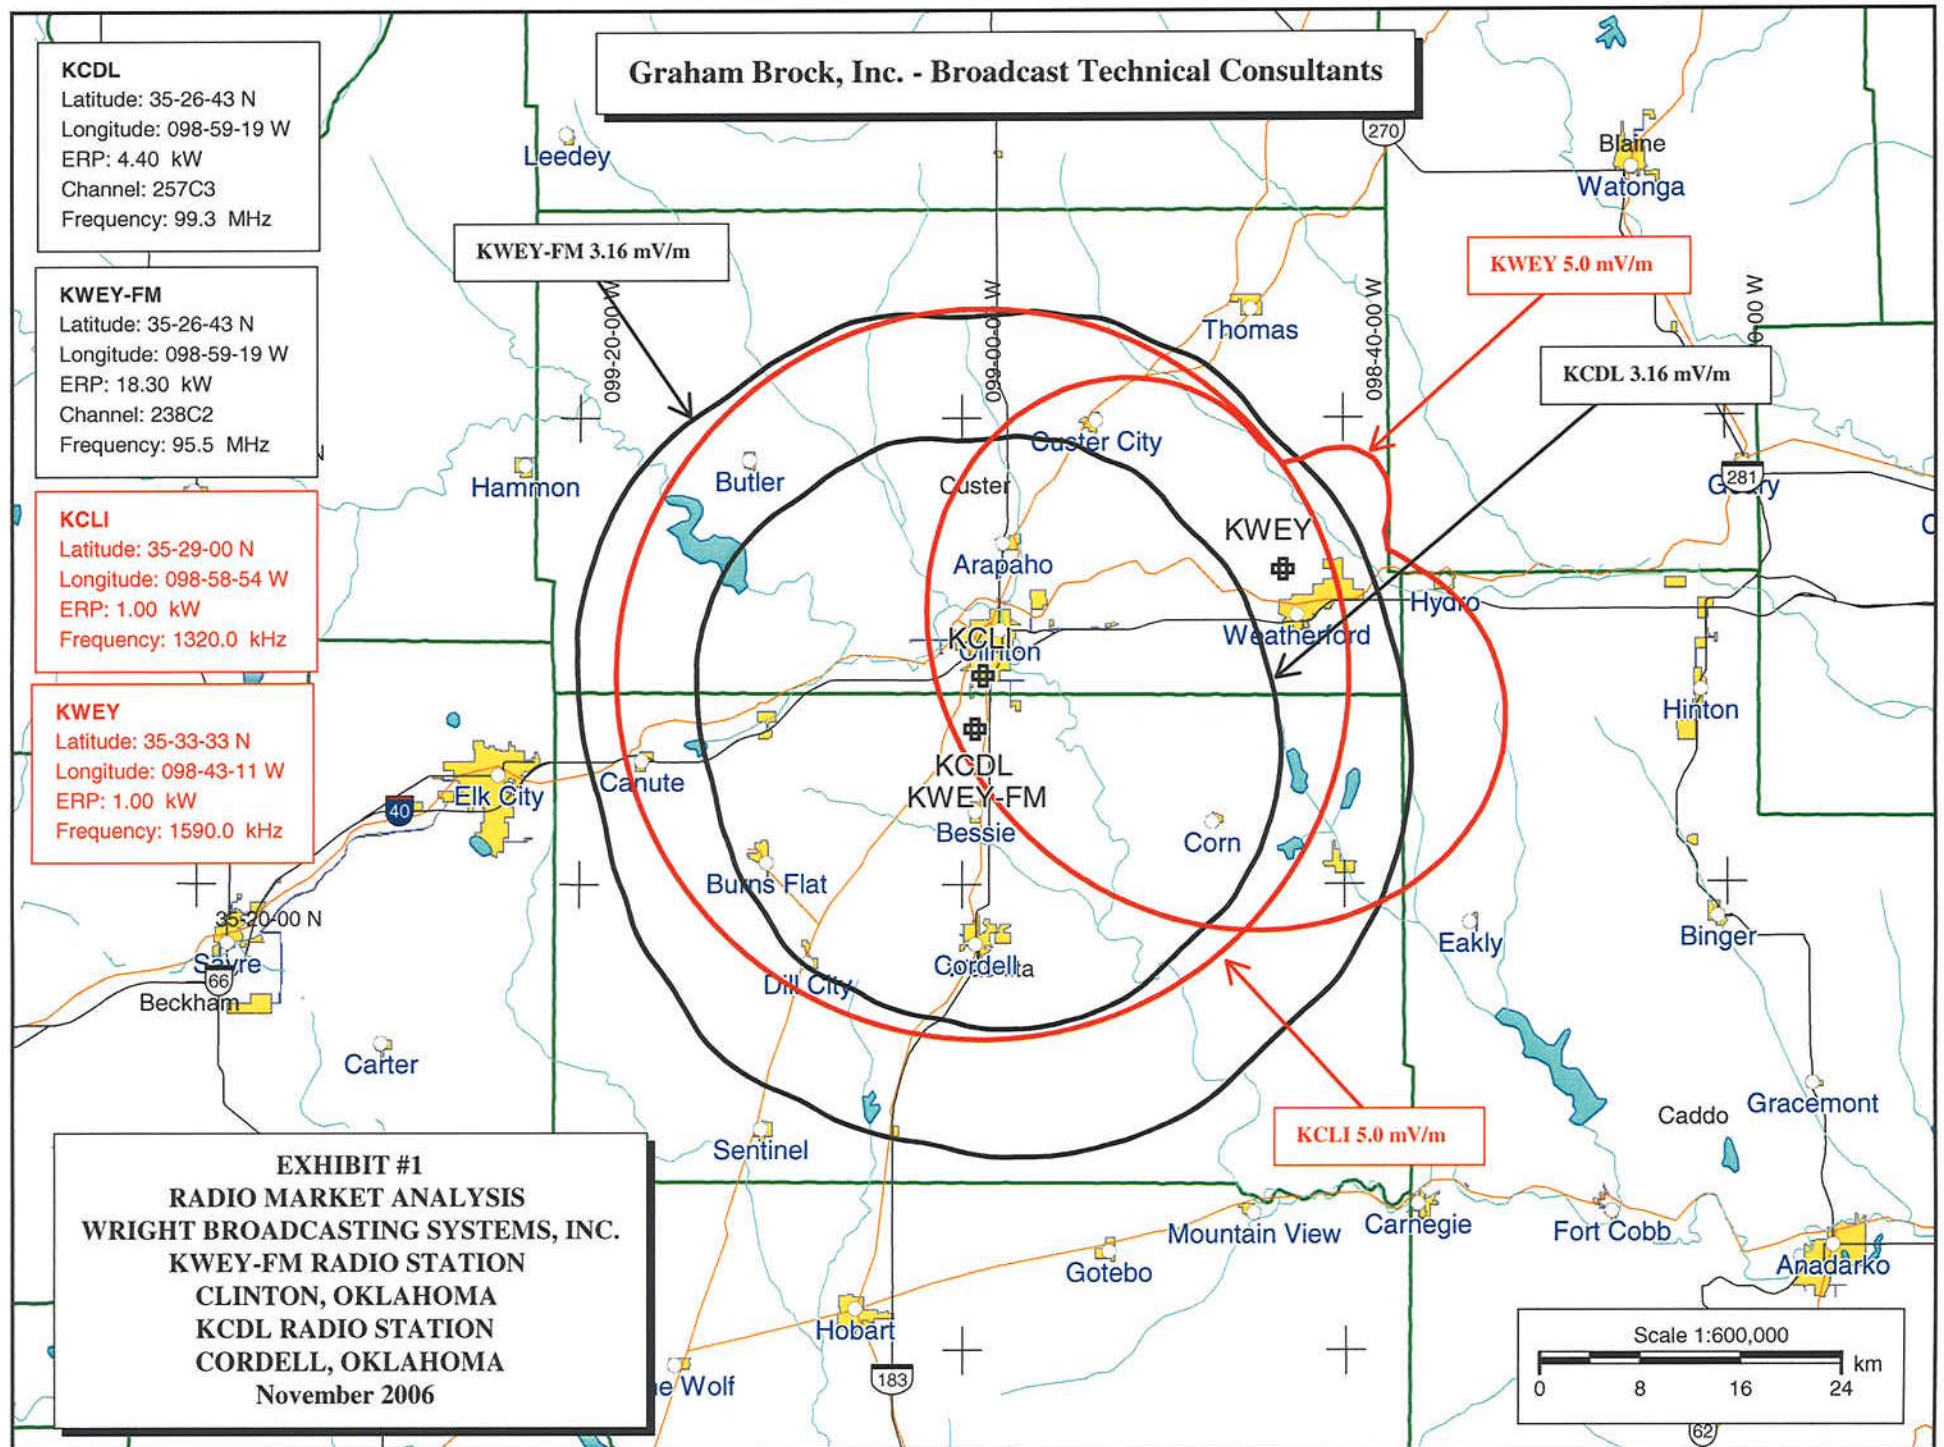 Graham Brock, Inc. - Broadcast Technical Consultants
KCDL
Latitude: 35-26-43 N
Longitude: 098-59-19 W
ERP: 4.40 kW
Channel: 257C3
Frequency: 99.3 MHz
KWEY-FM
Latitude: 35-26-43 N
Longitude: 098-59-19 W
ERP: 18.30 kW
Channel: 238C2
Frequency: 95.5 MHz
KCLI
Latitude: 35-29-00 N
Longitude: 098-58-54 W
ERP: 1.00 kW
Frequency: 1320.0 kHz
KWEY
Latitude: 35-33-33 N
Longitude: 098-43-11 W
ERP: 1.00 kW
Frequency: 1590.0 kHz
270
Leedey
Blaine
Watonga
KWEY-FM 3.16 mV/m
KWEY 5.0 mV/m
099-20-00 W
099-00-00 W
098-40-00 W
00 W
Thomas
KCDL 3.16 mV/m
Custer City
Hammon
Butler
Custer
281
KWEY
Arapaho
Hydro
Weatherford
KCLI
Clinton
Hinton
Canute
KCDL
KWEY-FM
Elk City
40
Bessie
Corn
Burns Flat
35-20-00 N
Sayre
66
Beckham
Cordell
Dill City
Eakly
Binger
Carter
Caddo
Gracemont
KCLI 5.0 mV/m
Sentinel
Mountain View
Carnegie
Fort Cobb
Gotebo
Anadarko
Hobart
183
e Wolf
62
EXHIBIT #1
RADIO MARKET ANALYSIS
WRIGHT BROADCASTING SYSTEMS, INC.
KWEY-FM RADIO STATION
CLINTON, OKLAHOMA
KCDL RADIO STATION
CORDELL, OKLAHOMA
November 2006
Scale 1:600,000
km
0 8 16 24